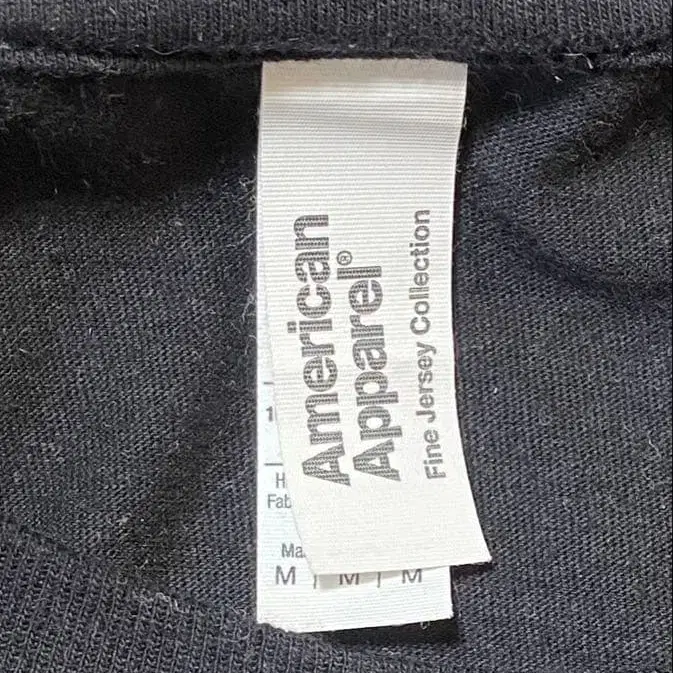 American
Apparel®
Fine Jersey Collection
M | M | M